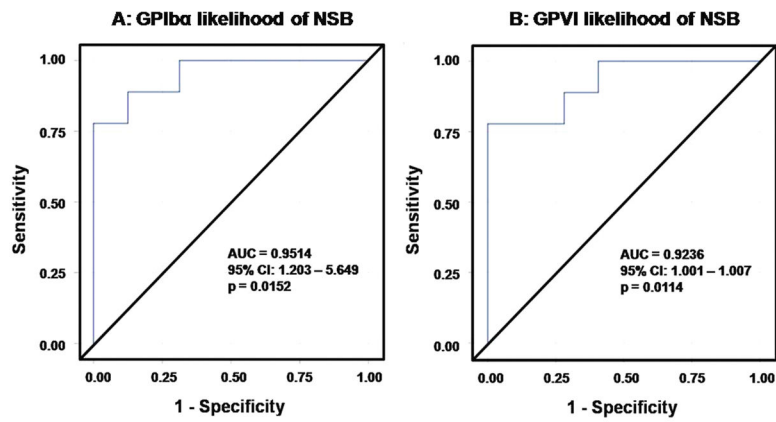 A: GPIbα likelihood of NSB
1.00
0.75
0.50
0.25
0.00
Sensitivity
AUC = 0.9514
95% CI: 1.203 – 5.649
p = 0.0152
0.00 0.25 0.50 0.75 1.00
1 - Specificity
B: GPVI likelihood of NSB
1.00
0.75
0.50
0.25
0.00
Sensitivity
AUC = 0.9236
95% CI: 1.001 – 1.007
p = 0.0114
0.00 0.25 0.50 0.75 1.00
1 - Specificity